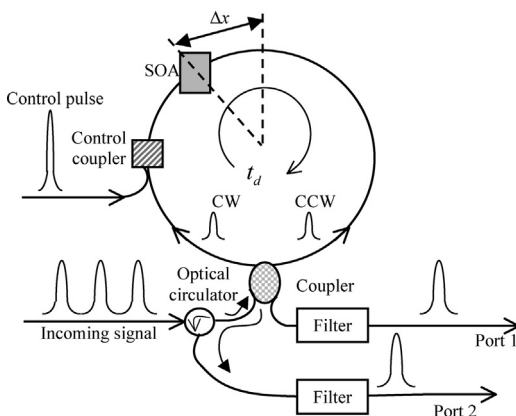 Δx
SOA
Control pulse
Control
coupler
t_d
CW
CCW
Optical
circulator
Coupler
Incoming signal
Filter
Port 1
Filter
Port 2